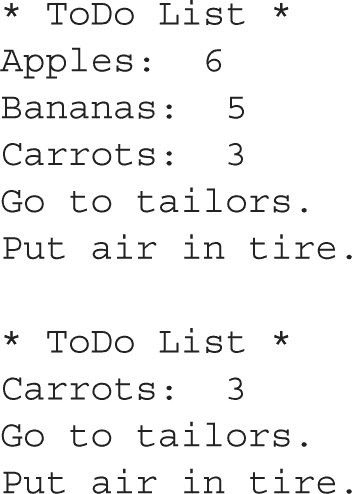 * ToDo List *
Apples:  6
Bananas:  5
Carrots:  3
Go to tailors.
Put air in tire.

* ToDo List *
Carrots:  3
Go to tailors.
Put air in tire.